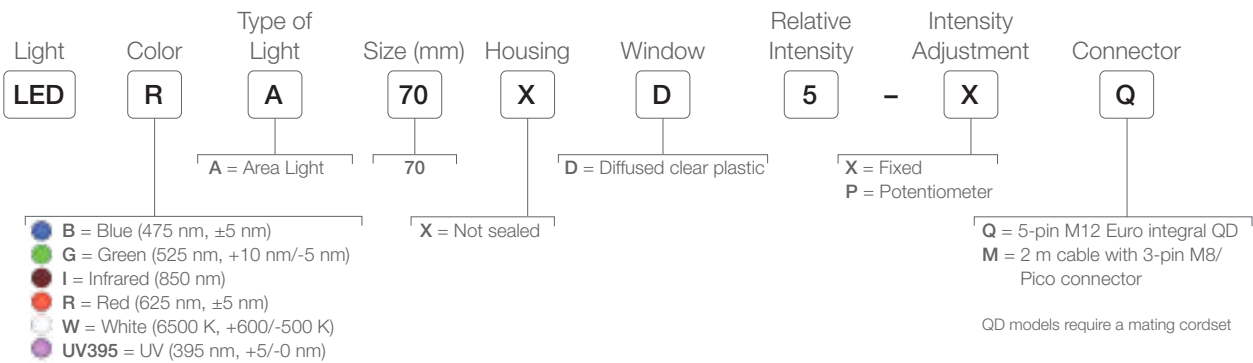 Light Color Type of Light Size (mm) Housing Window Relative Intensity Intensity Adjustment Connector
LED R A 70 X D 5 – X Q
A = Area Light
70
D = Diffused clear plastic
X = Fixed
P = Potentiometer
B = Blue (475 nm, ±5 nm)
G = Green (525 nm, +10 nm/-5 nm)
I = Infrared (850 nm)
R = Red (625 nm, ±5 nm)
W = White (6500 K, +600/-500 K)
UV395 = UV (395 nm, +5/-0 nm)
X = Not sealed
Q = 5-pin M12 Euro integral QD
M = 2 m cable with 3-pin M8/
Pico connector
QD models require a mating cordset